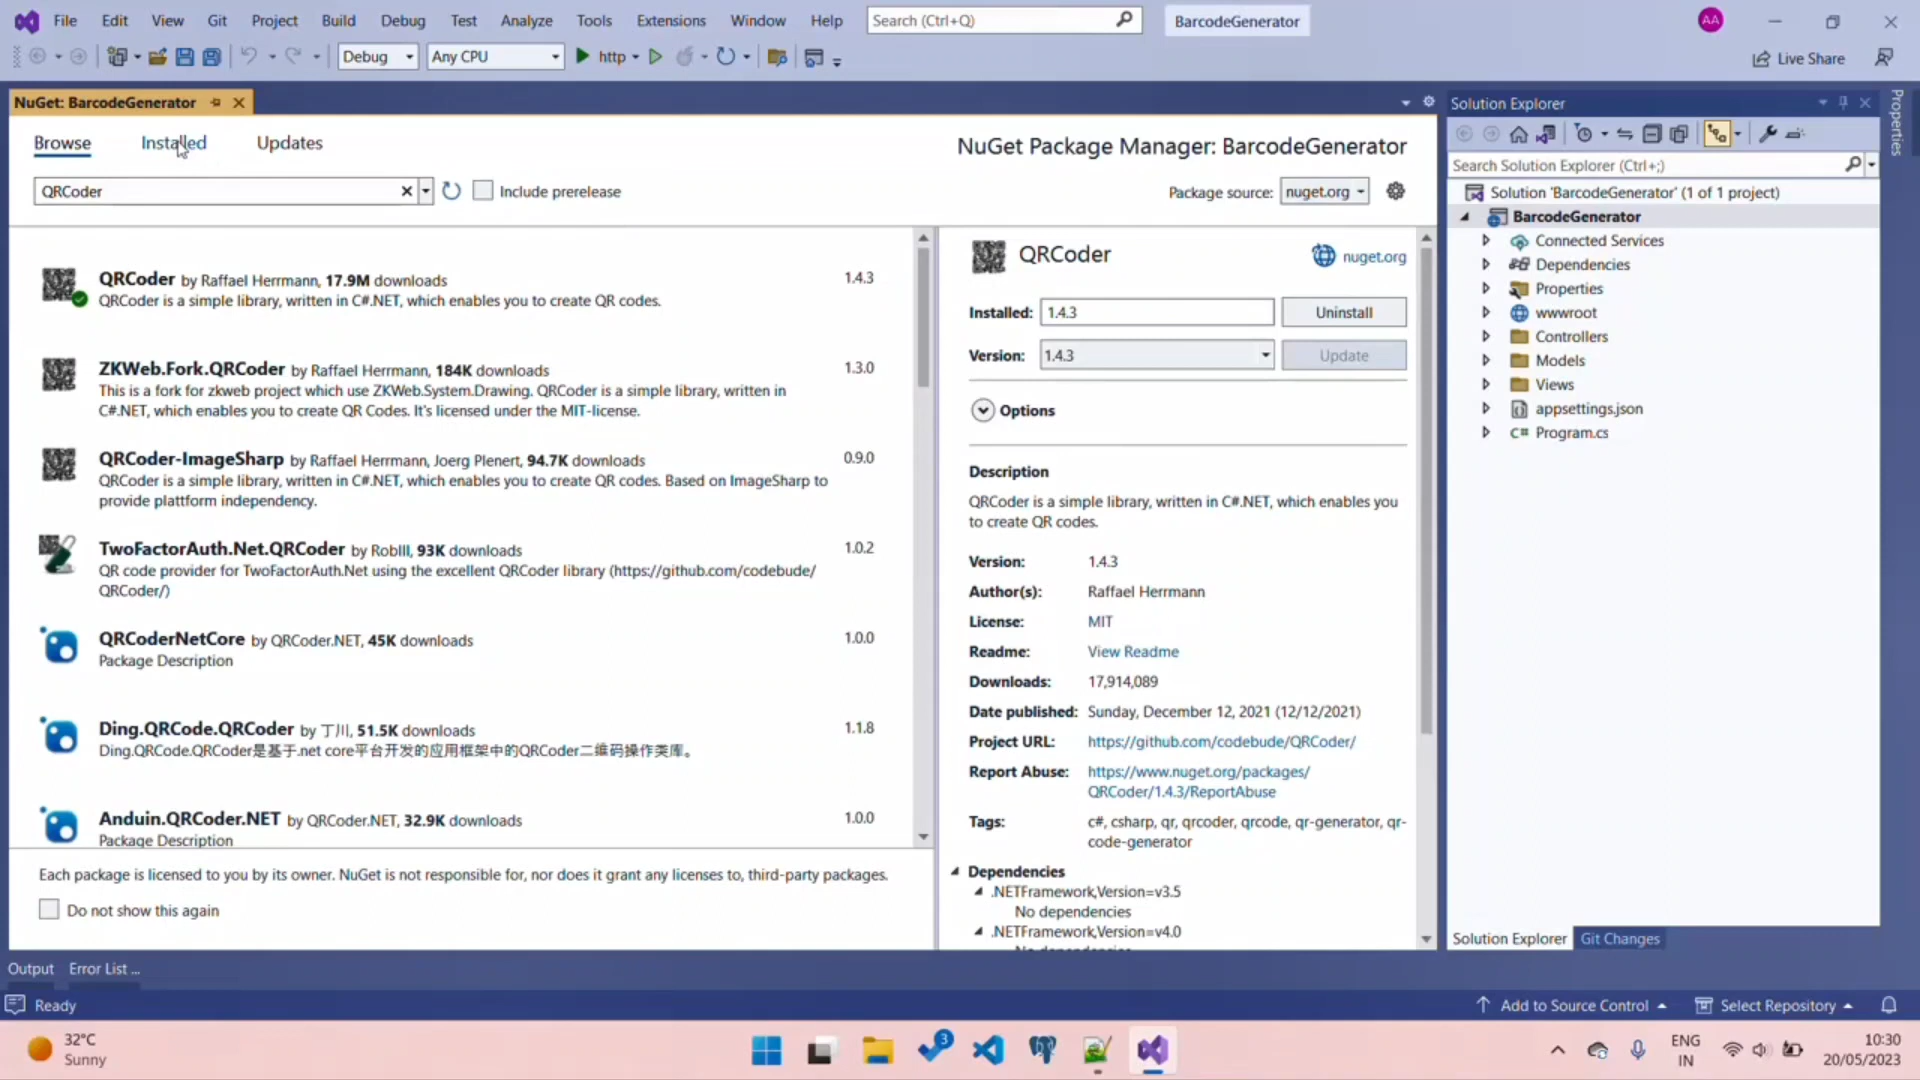 File Edit View Git Project Build Debug Test Analyze Tools Extensions Window Help Search (Ctrl+Q) BarcodeGenerator AA
Debug Any CPU http Live Share
NuGet: BarcodeGenerator
Browse Installed Updates
NuGet Package Manager: BarcodeGenerator
QRCoder Include prerelease
Package source: nuget.org
QRCoder by Raffael Herrmann, 17.9M downloads 1.4.3
QRCoder is a simple library, written in C#.NET, which enables you to create QR codes.
ZKWeb.Fork.QRCoder by Raffael Herrmann, 184K downloads 1.3.0
This is a fork for zkweb project which use ZKWeb.System.Drawing. QRCoder is a simple library, written in
C#.NET, which enables you to create QR Codes. It's licensed under the MIT-license.
QRCoder-ImageSharp by Raffael Herrmann, Joerg Plenert, 94.7K downloads 0.9.0
QRCoder is a simple library, written in C#.NET, which enables you to create QR codes. Based on ImageSharp to
provide plattform independency.
TwoFactorAuth.Net.QRCoder by RobIII, 93K downloads 1.0.2
QR code provider for TwoFactorAuth.Net using the excellent QRCoder library (https://github.com/codebude/
QRCoder/)
QRCoderNetCore by QRCoder.NET, 45K downloads 1.0.0
Package Description
Ding.QRCode.QRCoder by 丁川, 51.5K downloads 1.1.8
Ding.QRCode.QRCoder是基于.net core平台开发的应用框架中的QRCoder二维码操作类库。
Anduin.QRCoder.NET by QRCoder.NET, 32.9K downloads 1.0.0
Package Description
Each package is licensed to you by its owner. NuGet is not responsible for, nor does it grant any licenses to, third-party packages.
Do not show this again
QRCoder nuget.org
Installed: 1.4.3 Uninstall
Version: 1.4.3 Update
Options
Description
QRCoder is a simple library, written in C#.NET, which enables you
to create QR codes.
Version: 1.4.3
Author(s): Raffael Herrmann
License: MIT
Readme: View Readme
Downloads: 17,914,089
Date published: Sunday, December 12, 2021 (12/12/2021)
Project URL: https://github.com/codebude/QRCoder/
Report Abuse: https://www.nuget.org/packages/
QRCoder/1.4.3/ReportAbuse
Tags: c#, csharp, qr, qrcoder, qrcode, qr-generator, qr-
code-generator
Dependencies
.NETFramework,Version=v3.5
No dependencies
.NETFramework,Version=v4.0
No dependencies
Solution Explorer
Search Solution Explorer (Ctrl+;)
Solution 'BarcodeGenerator' (1 of 1 project)
BarcodeGenerator
Connected Services
Dependencies
Properties
wwwroot
Controllers
Models
Views
appsettings.json
C# Program.cs
Solution Explorer Git Changes
Properties
Output Error List ...
Ready Add to Source Control Select Repository
32°C
Sunny
3
ENG
IN
10:30
20/05/2023